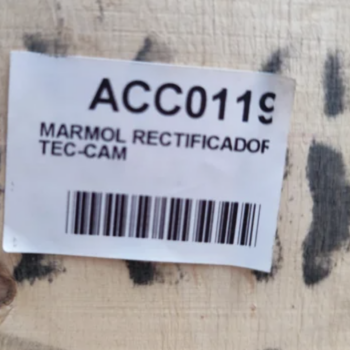 ACC0119
MARMOL RECTIFICADOR
TEC-CAM